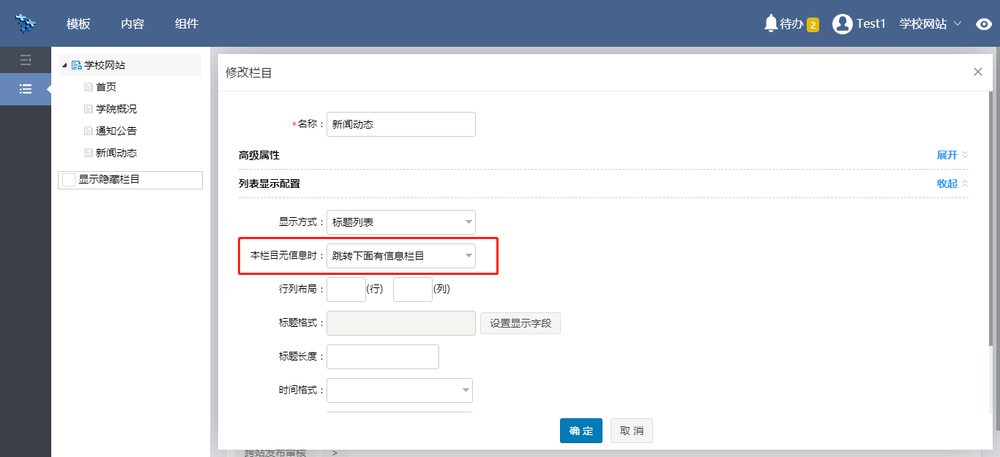 模板 内容 组件 待办 2 Test1 学校网站
学校网站
首页
学院概况
通知公告
新闻动态
显示隐藏栏目
修改栏目
*名称： 新闻动态
高级属性 展开
列表显示配置 收起
显示方式： 标题列表
本栏目无信息时： 跳转下面有信息栏目
行列布局： (行) (列)
标题格式： 设置显示字段
标题长度：
时间格式：
确 定 取 消
跨站发布审核 >